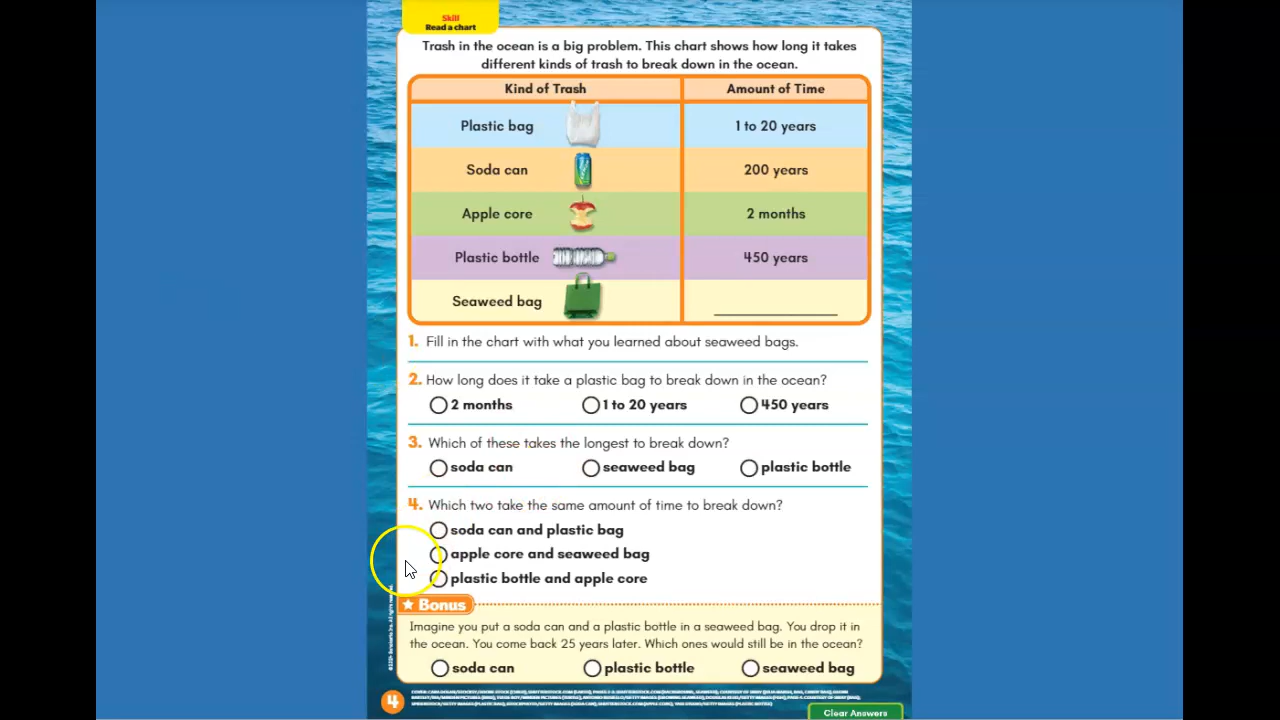 Skill
Read a chart
Trash in the ocean is a big problem. This chart shows how long it takes
different kinds of trash to break down in the ocean.
Kind of Trash Amount of Time
Plastic bag 1 to 20 years
Soda can 200 years
Apple core 2 months
Plastic bottle 450 years
Seaweed bag
1. Fill in the chart with what you learned about seaweed bags.
2. How long does it take a plastic bag to break down in the ocean?
2 months 1 to 20 years 450 years
3. Which of these takes the longest to break down?
soda can seaweed bag plastic bottle
4. Which two take the same amount of time to break down?
soda can and plastic bag
apple core and seaweed bag
plastic bottle and apple core
Bonus
Imagine you put a soda can and a plastic bottle in a seaweed bag. You drop it in
the ocean. You come back 25 years later. Which ones would still be in the ocean?
soda can plastic bottle seaweed bag
4
Clear Answers